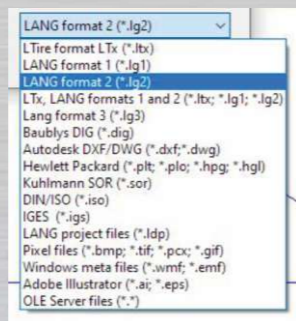 LANG format 2 (*.lg2)
LTire format LTx (*.ltx)
LANG format 1 (*.lg1)
LANG format 2 (*.lg2)
LTx, LANG formats 1 and 2 (*.ltx; *.lg1; *.lg2)
Lang format 3 (*.lg3)
Baublys DIG (*.dig)
Autodesk DXF/DWG (*.dxf;*.dwg)
Hewlett Packard (*.plt; *.plo; *.hpg; *.hgl)
Kuhlmann SOR (*.sor)
DIN/ISO (*.iso)
IGES (*.igs)
LANG project files (*.ldp)
Pixel files (*.bmp; *.tif; *.pcx; *.gif)
Windows meta files (*.wmf; *.emf)
Adobe Illustrator (*.ai; *.eps)
OLE Server files (*.*)